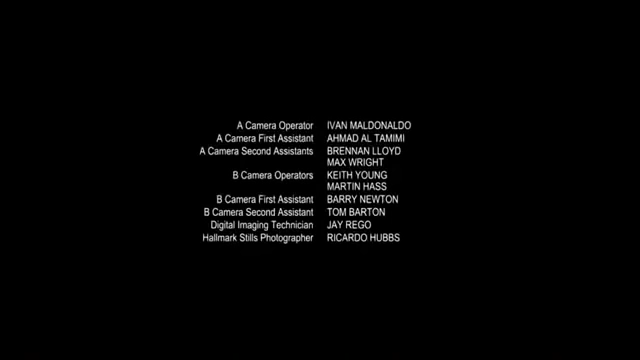 A Camera Operator IVAN MALDONALDO
A Camera First Assistant AHMAD AL TAMIMI
A Camera Second Assistants BRENNAN LLOYD
MAX WRIGHT
B Camera Operators KEITH YOUNG
MARTIN HASS
B Camera First Assistant BARRY NEWTON
B Camera Second Assistant TOM BARTON
Digital Imaging Technician JAY REGO
Hallmark Stills Photographer RICARDO HUBBS